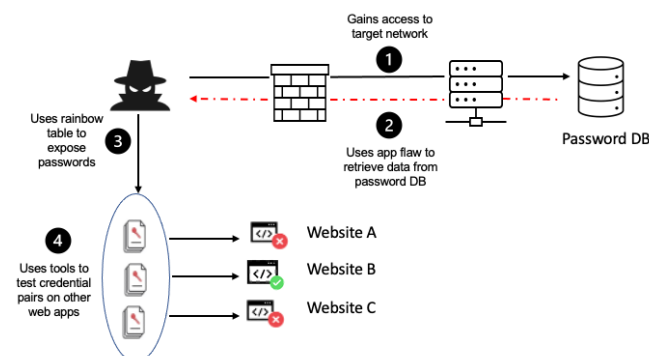 Gains access to
target network
1
2
Uses app flaw to
retrieve data from
password DB
Password DB
Uses rainbow
table to
expose
passwords
3
4
Uses tools to
test credential
pairs on other
web apps
</>
Website A
</>
Website B
</>
Website C